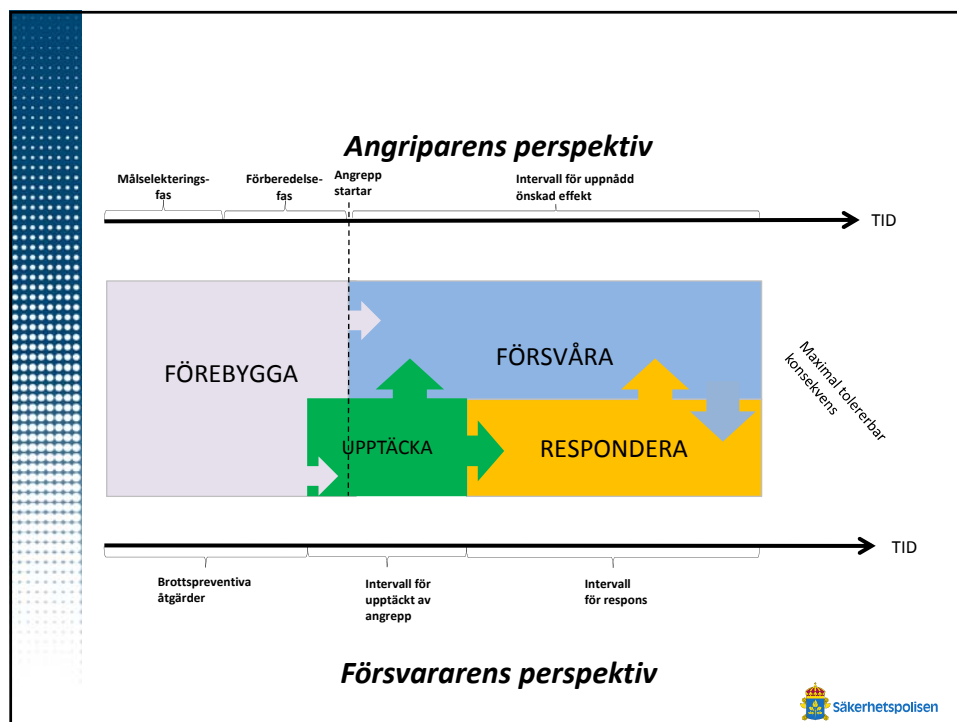 Angriparens perspektiv
Målselekterings-
fas
Förberedelse-
fas
Angrepp
startar
Intervall för uppnådd
önskad effekt
TID
FÖREBYGGA
FÖRSVÅRA
UPPTÄCKA
RESPONDERA
Maximal tolererbar
konsekvens
TID
Brottspreventiva
åtgärder
Intervall för
upptäckt av
angrepp
Intervall
för respons
Försvararens perspektiv
Säkerhetspolisen